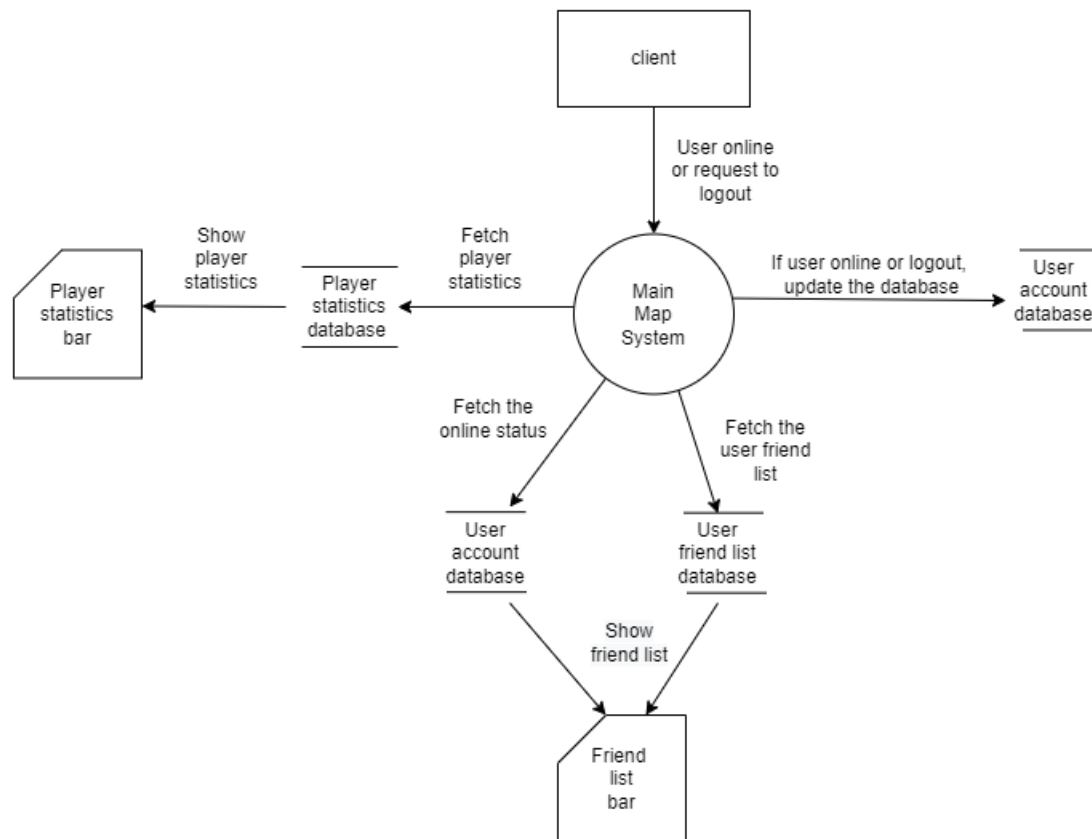 client
User online
or request to
logout
Show
player
statistics
Fetch
player
statistics
If user online or logout,
update the database
User
account
database
Player
statistics
bar
Player
statistics
database
Main
Map
System
Fetch the
online status
Fetch the
user friend
list
User
account
database
User
friend list
database
Show
friend list
Friend
list
bar